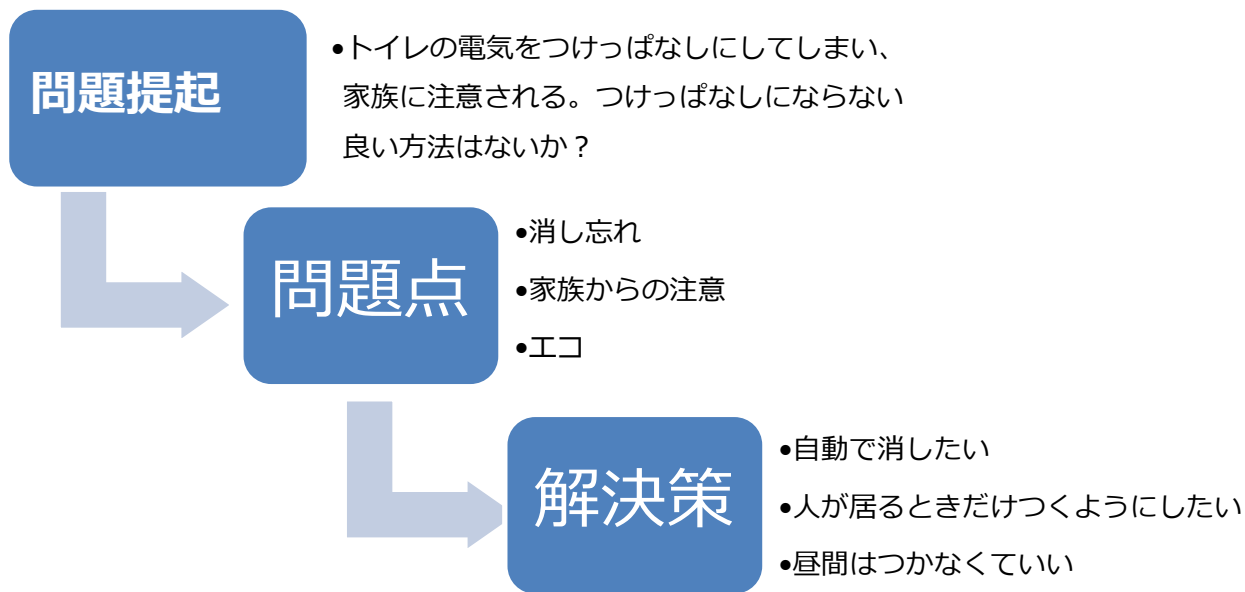 問題提起
•トイレの電気をつけっぱなしにしてしまい、
家族に注意される。つけっぱなしにならない
良い方法はないか？
問題点
•消し忘れ
•家族からの注意
•エコ
解決策
•自動で消したい
•人が居るときだけつくようにしたい
•昼間はつかなくていい